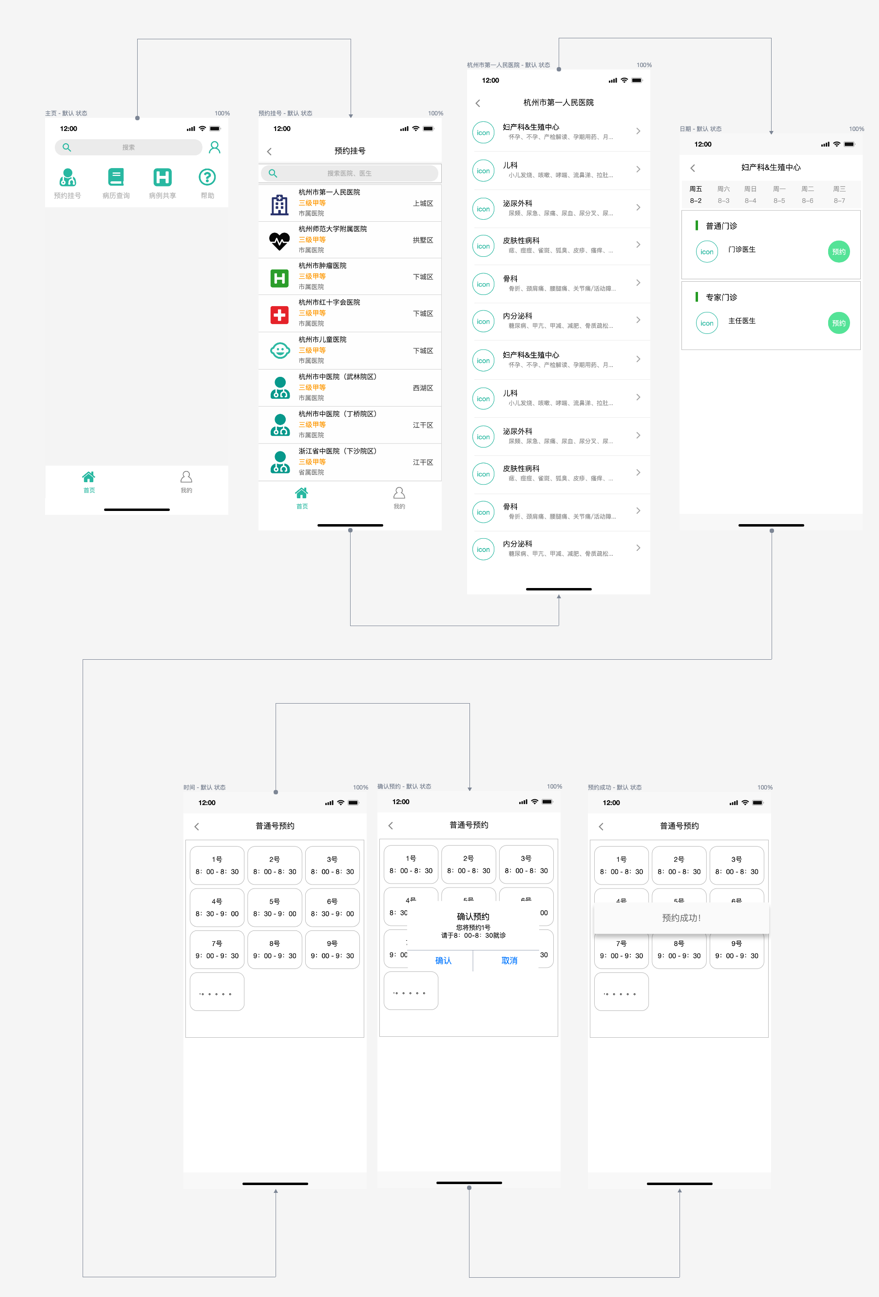 杭州市第一人民医院 - 默认 状态
100%
12:00
杭州市第一人民医院
icon
妇产科&生殖中心
怀孕、不孕、产检解读、孕期用药、月...
icon
儿科
小儿发烧、咳嗽、哮喘、流鼻涕、拉肚...
icon
泌尿外科
尿频、尿急、尿痛、尿血、尿分叉、尿...
icon
皮肤性病科
痣、痘痘、雀斑、狐臭、皮疹、瘙痒、...
icon
骨科
骨折、颈肩痛、腰腿痛、关节痛/活动障...
icon
内分泌科
糖尿病、甲亢、甲减、减肥、骨质疏松...
icon
妇产科&生殖中心
怀孕、不孕、产检解读、孕期用药、月...
icon
儿科
小儿发烧、咳嗽、哮喘、流鼻涕、拉肚...
icon
泌尿外科
尿频、尿急、尿痛、尿血、尿分叉、尿...
icon
皮肤性病科
痣、痘痘、雀斑、狐臭、皮疹、瘙痒、...
icon
骨科
骨折、颈肩痛、腰腿痛、关节痛/活动障...
icon
内分泌科
糖尿病、甲亢、甲减、减肥、骨质疏松...
主页 - 默认 状态
100%
12:00
搜索
预约挂号
病历查询
病例共享
帮助
首页
我的
预约挂号 - 默认 状态
100%
12:00
预约挂号
搜索医院、医生
杭州市第一人民医院
三级甲等
市属医院
上城区
杭州师范大学附属医院
三级甲等
市属医院
拱墅区
杭州市肿瘤医院
三级甲等
市属医院
下城区
杭州市红十字会医院
三级甲等
市属医院
下城区
杭州市儿童医院
三级甲等
市属医院
下城区
杭州市中医院（武林院区）
三级甲等
市属医院
西湖区
杭州市中医院（丁桥院区）
三级甲等
市属医院
江干区
浙江省中医院（下沙院区）
三级甲等
省属医院
江干区
首页
我的
日期 - 默认 状态
100%
12:00
妇产科&生殖中心
周五 周六 周日 周一 周二 周三
8-2 8-3 8-4 8-5 8-6 8-7
普通门诊
icon
门诊医生
预约
专家门诊
icon
主任医生
预约
时间 - 默认 状态
100%
12:00
普通号预约
1号 2号 3号
8：00-8：30 8：00-8：30 8：00-8：30
4号 5号 6号
8：30-9：00 8：30-9：00 8：30-9：00
7号 8号 9号
9：00-9：30 9：00-9：30 9：00-9：30
确认预约 - 默认 状态
100%
12:00
普通号预约
1号 2号 3号
8：00-8：30 8：00-8：30 8：00-8：30
4号 5号 6号
8：30
00
确认预约
您将预约1号
请于8：00-8：30就诊
9：00
30
确认
取消
预约成功 - 默认 状态
100%
12:00
普通号预约
1号 2号 3号
8：00-8：30 8：00-8：30 8：00-8：30
4号 5号 6号
预约成功！
7号 8号 9号
9：00-9：30 9：00-9：30 9：00-9：30